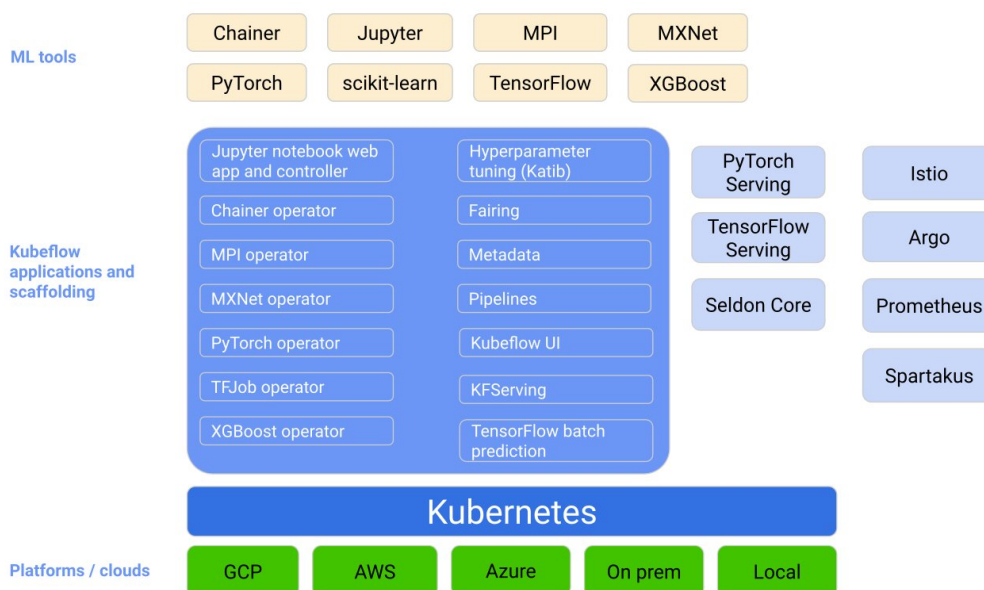 ML tools
Chainer
Jupyter
MPI
MXNet
PyTorch
scikit-learn
TensorFlow
XGBoost
Kubeflow
applications and
scaffolding
Jupyter notebook web
app and controller
Chainer operator
MPI operator
MXNet operator
PyTorch operator
TFJob operator
XGBoost operator
Hyperparameter
tuning (Katib)
Fairing
Metadata
Pipelines
Kubeflow UI
KFServing
TensorFlow batch
prediction
PyTorch
Serving
TensorFlow
Serving
Seldon Core
Istio
Argo
Prometheus
Spartakus
Kubernetes
Platforms / clouds
GCP
AWS
Azure
On prem
Local